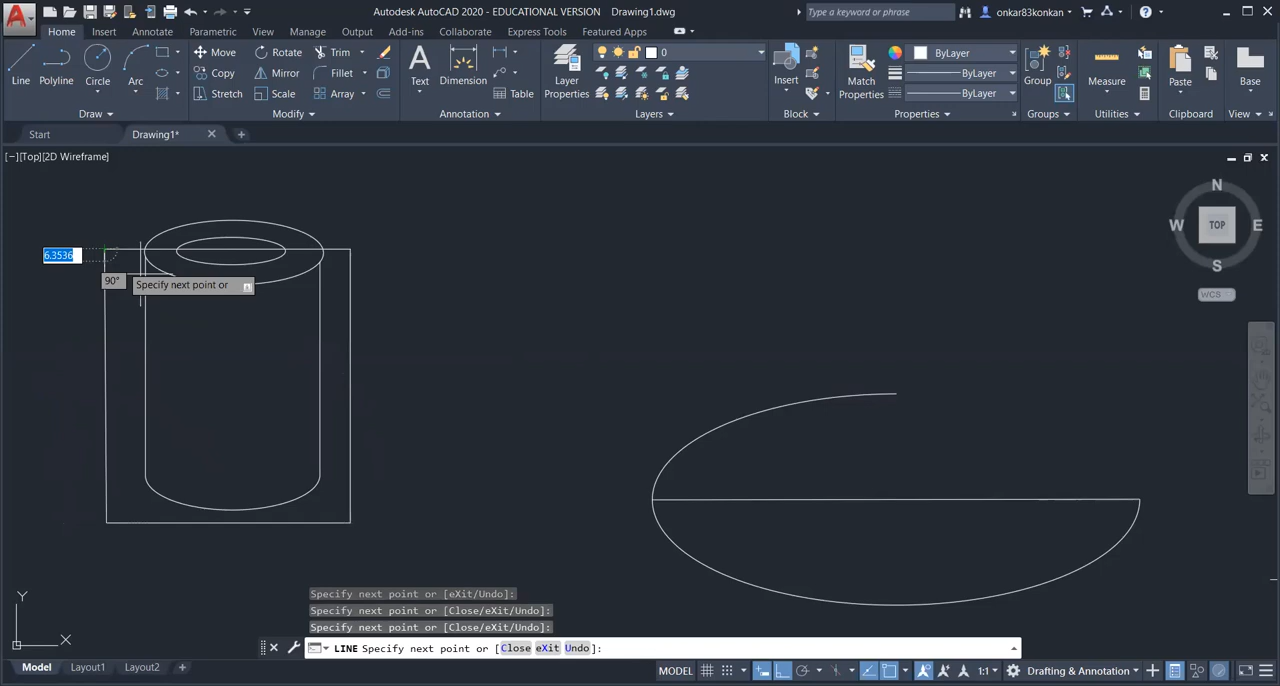 Autodesk AutoCAD 2020 - EDUCATIONAL VERSION Drawing1.dwg
Type a keyword or phrase
onkar83konkan
Home Insert Annotate Parametric View Manage Output Add-ins Collaborate Express Tools Featured Apps
Line Polyline Circle Arc
Move Rotate Trim
Copy Mirror Fillet
Stretch Scale Array
Text Dimension Table
Layer Properties
0
Insert
Match Properties
ByLayer
ByLayer
ByLayer
Group
Measure
Paste
Base
Draw Modify Annotation Layers Block Properties Groups Utilities Clipboard View
Start Drawing1*
[−][Top][2D Wireframe]
N
W TOP E
S
WCS
6.3536
90°
Specify next point or
Y
X
Specify next point or [eXit/Undo]:
Specify next point or [Close/eXit/Undo]:
Specify next point or [Close/eXit/Undo]:
LINE Specify next point or [Close eXit Undo]:
Model Layout1 Layout2
MODEL 1:1 Drafting & Annotation